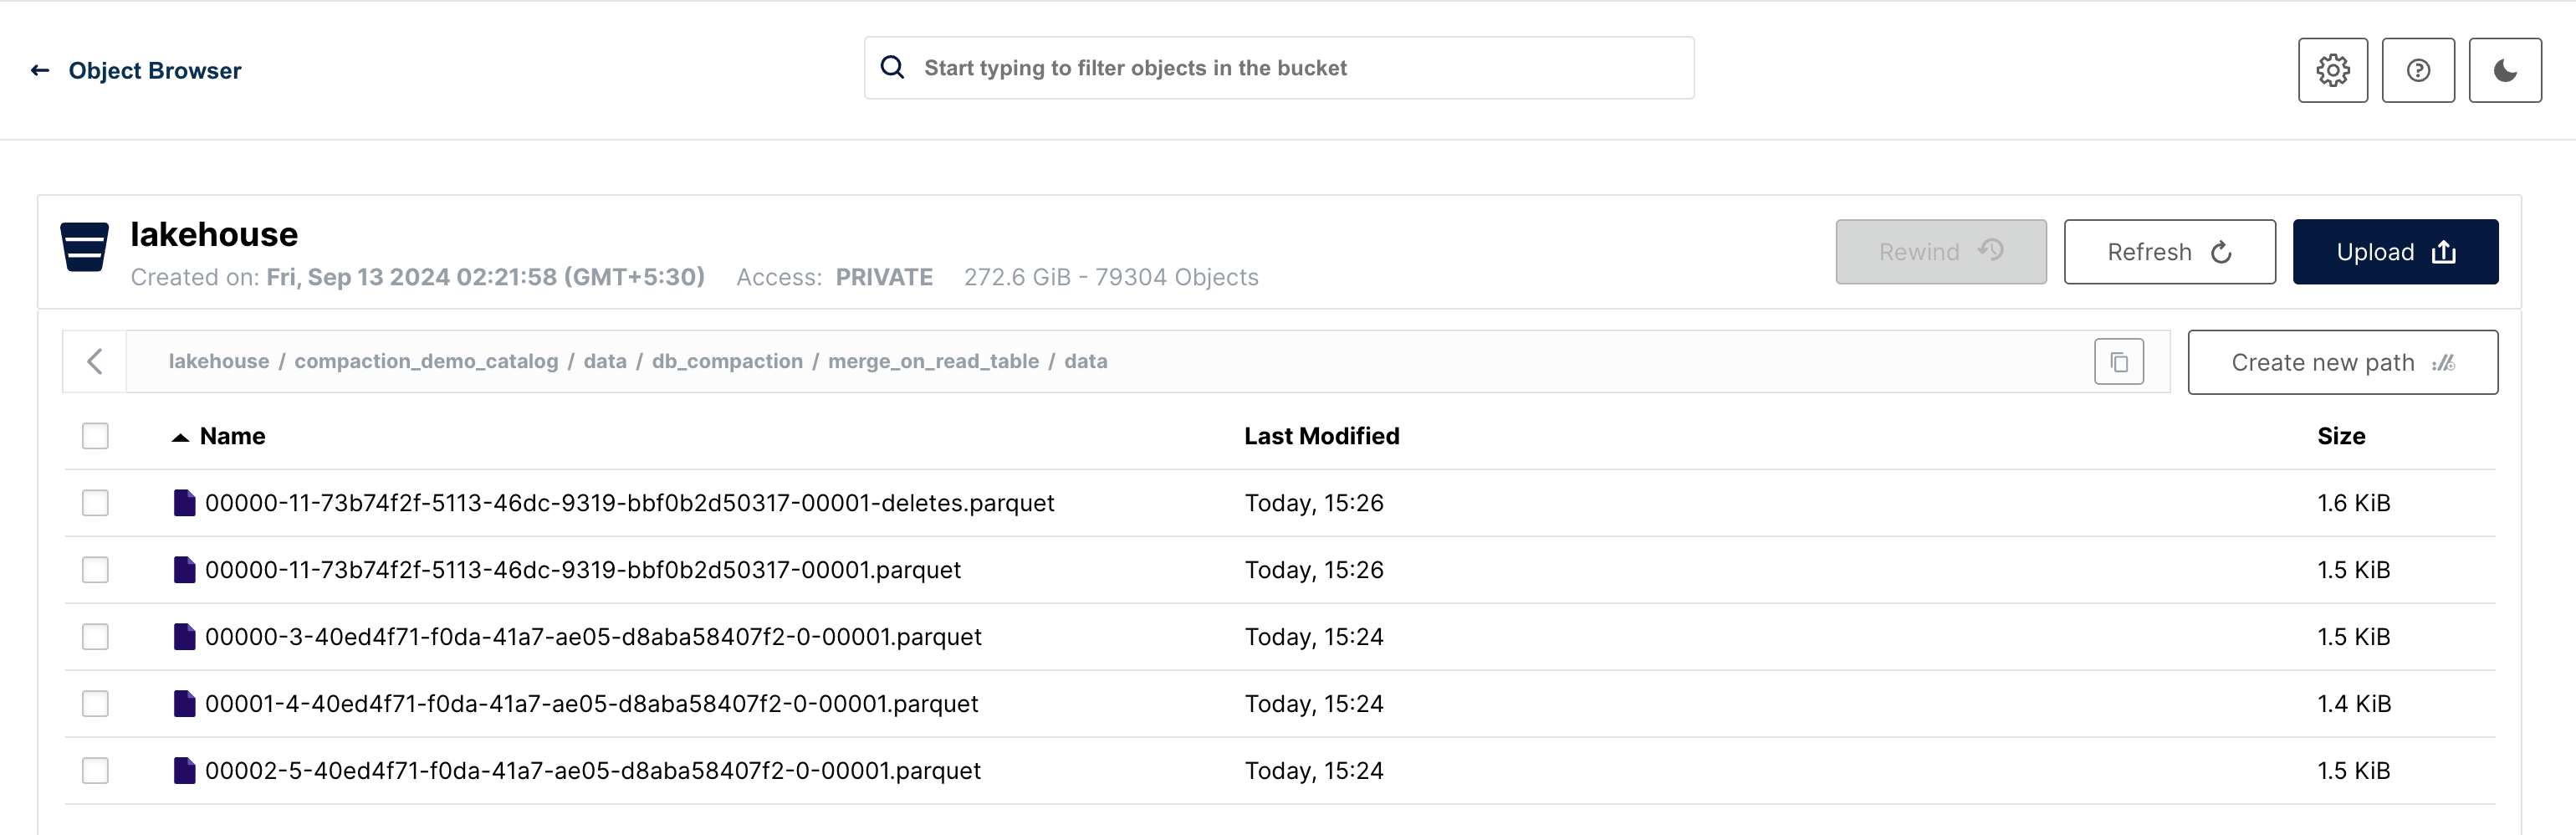 Object Browser
Start typing to filter objects in the bucket
lakehouse
Created on: Fri, Sep 13 2024 02:21:58 (GMT+5:30) Access: PRIVATE 272.6 GiB - 79304 Objects
Rewind
Refresh
Upload
lakehouse / compaction_demo_catalog / data / db_compaction / merge_on_read_table / data
Create new path
Name Last Modified Size
00000-11-73b74f2f-5113-46dc-9319-bbf0b2d50317-00001-deletes.parquet Today, 15:26 1.6 KiB
00000-11-73b74f2f-5113-46dc-9319-bbf0b2d50317-00001.parquet Today, 15:26 1.5 KiB
00000-3-40ed4f71-f0da-41a7-ae05-d8aba58407f2-0-00001.parquet Today, 15:24 1.5 KiB
00001-4-40ed4f71-f0da-41a7-ae05-d8aba58407f2-0-00001.parquet Today, 15:24 1.4 KiB
00002-5-40ed4f71-f0da-41a7-ae05-d8aba58407f2-0-00001.parquet Today, 15:24 1.5 KiB